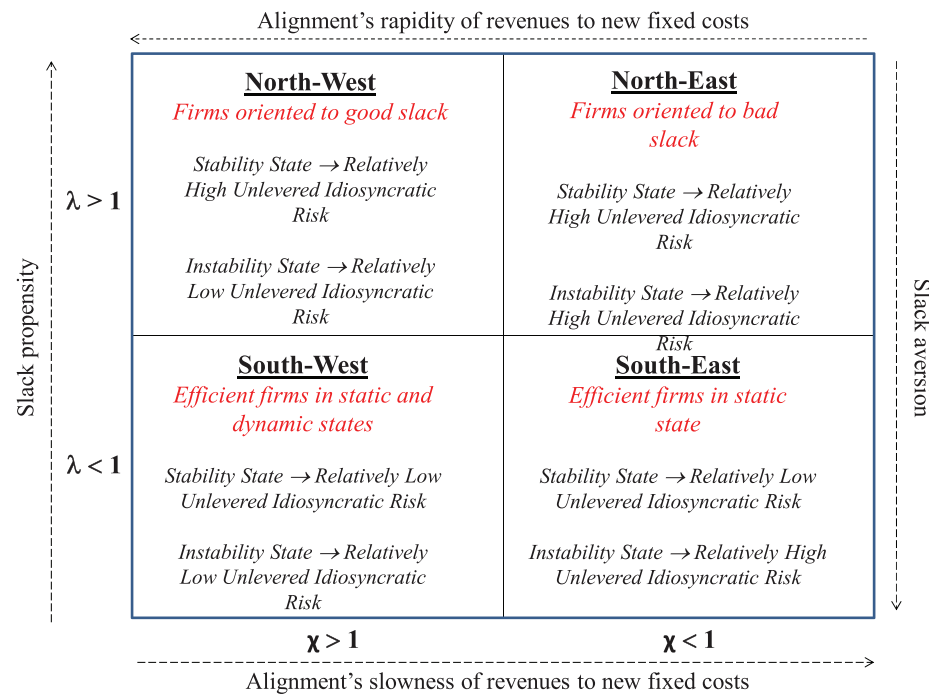 Alignment's rapidity of revenues to new fixed costs
North-West
Firms oriented to good slack
Stability State → Relatively
High Unlevered Idiosyncratic
Risk
Instability State → Relatively
Low Unlevered Idiosyncratic
Risk
North-East
Firms oriented to bad
slack
Stability State → Relatively
High Unlevered Idiosyncratic
Risk
Instability State → Relatively
High Unlevered Idiosyncratic
Risk
λ > 1
Slack propensity
Slack aversion
λ < 1
South-West
Efficient firms in static and
dynamic states
Stability State → Relatively Low
Unlevered Idiosyncratic Risk
Instability State → Relatively
Low Unlevered Idiosyncratic
Risk
South-East
Efficient firms in static
state
Stability State → Relatively Low
Unlevered Idiosyncratic Risk
Instability State → Relatively High
Unlevered Idiosyncratic Risk
χ > 1
χ < 1
Alignment's slowness of revenues to new fixed costs